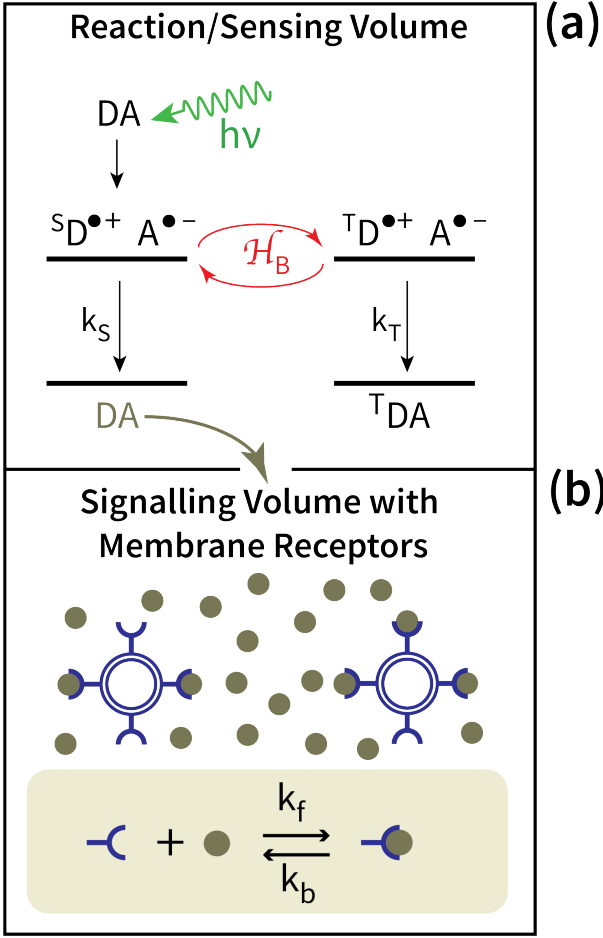 Reaction/Sensing Volume
(a)
DA
hν
ˢD•+ A•− ℋB ᵀD•+ A•−
kS kT
DA ᵀDA
(b)
Signalling Volume with
Membrane Receptors
kf
+
kb